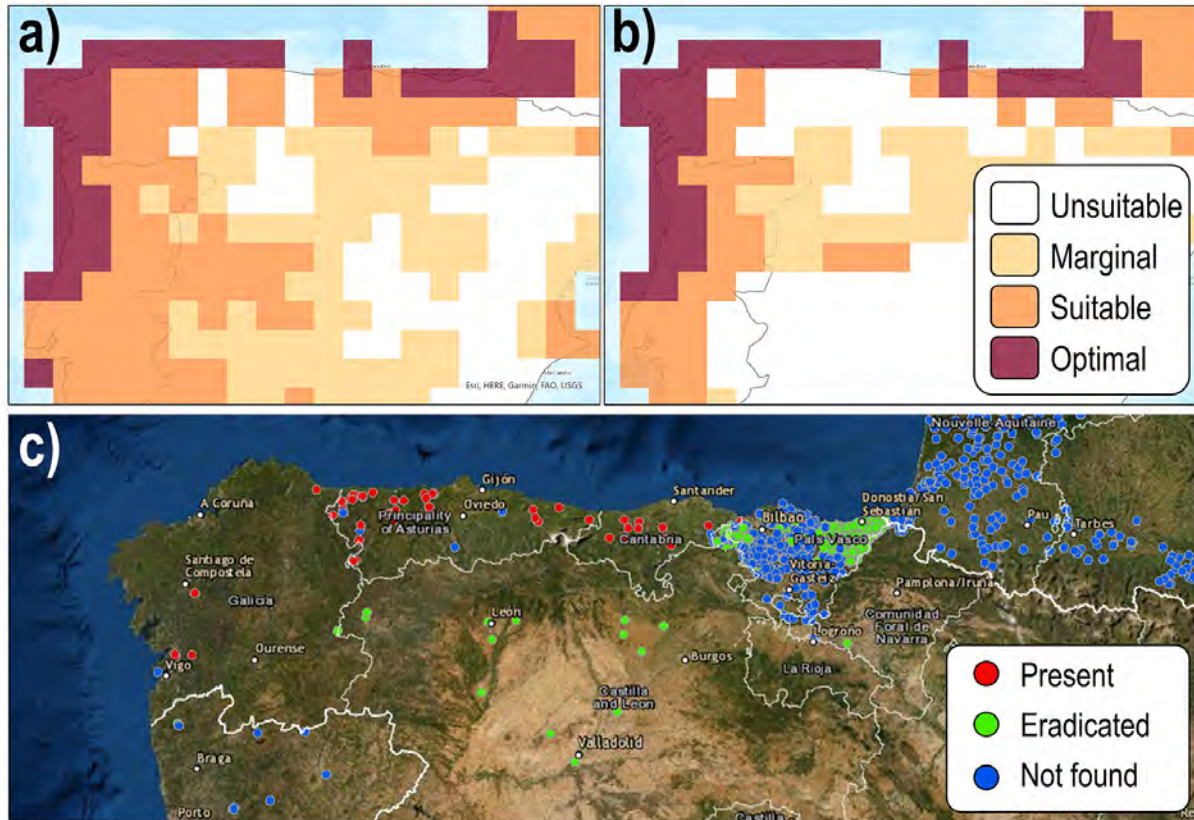 a)
Esri, HERE, Garmin, FAO, USGS
b)
Unsuitable
Marginal
Suitable
Optimal
c)
Nouvelle-Aquitaine
Gijón
A Coruña
Oviedo
Principality
of Asturias
Santander
Cantabria
Bilbao
País Vasco
Donostia/San
Sebastián
Pau
Tarbes
Vitoria-
Gasteiz
Pamplona/Iruña
Santiago de
Compostela
Galicia
León
Comunidad
Foral de
Navarra
Logroño
Ourense
Vigo
Burgos
La Rioja
Castilla
and Leon
Valladolid
Braga
Porto
Castilla
Present
Eradicated
Not found